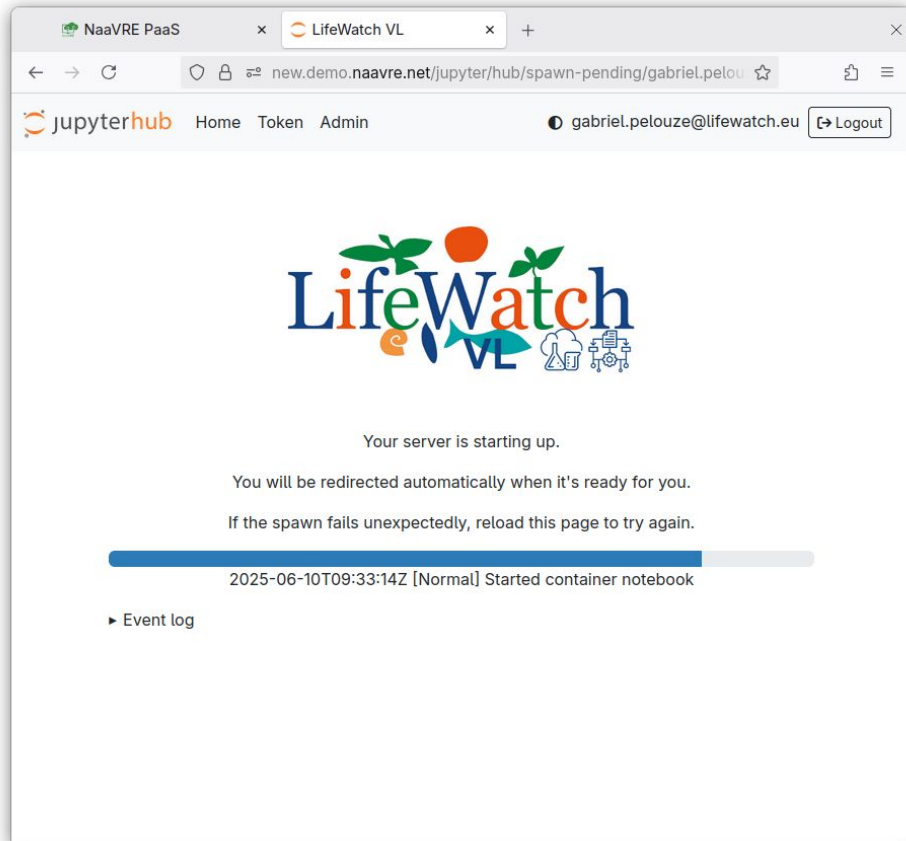 NaaVRE PaaS
LifeWatch VL
new.demo.naavre.net/jupyter/hub/spawn-pending/gabriel.pelou
jupyterhub Home Token Admin gabriel.pelouze@lifewatch.eu Logout
LifeWatch
VL
Your server is starting up.
You will be redirected automatically when it's ready for you.
If the spawn fails unexpectedly, reload this page to try again.
2025-06-10T09:33:14Z [Normal] Started container notebook
Event log